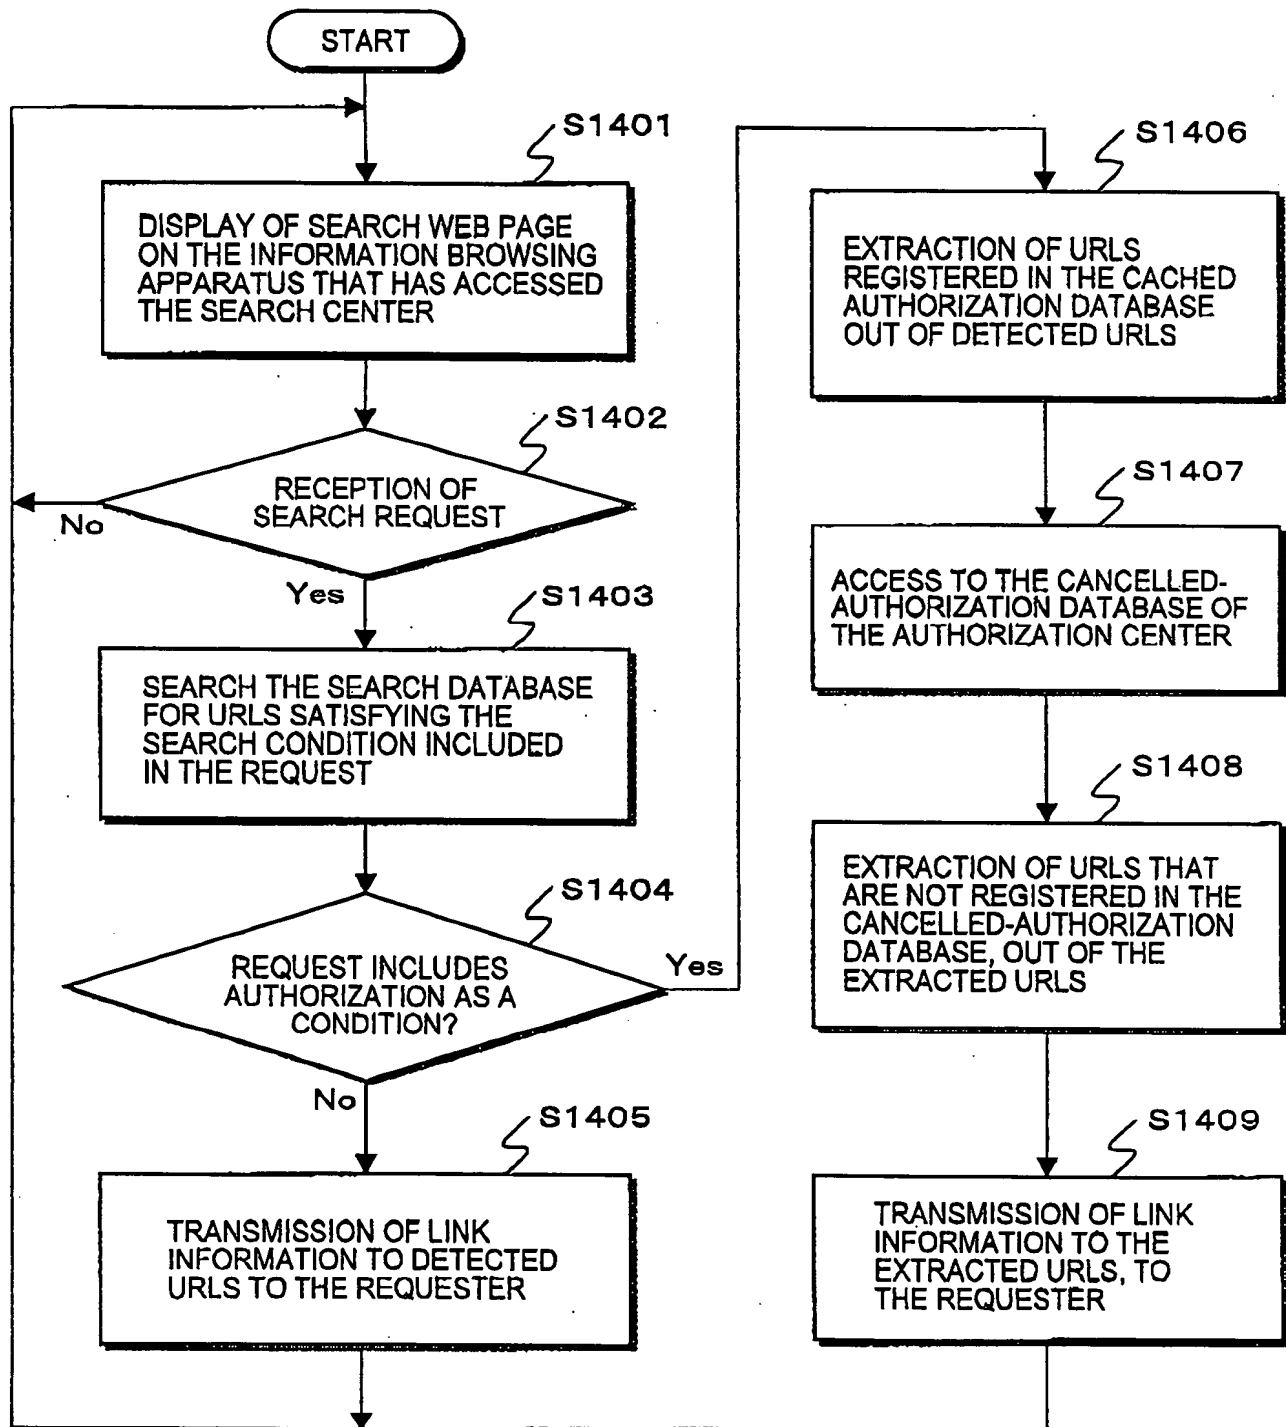 START
S1401
DISPLAY OF SEARCH WEB PAGE
ON THE INFORMATION BROWSING
APPARATUS THAT HAS ACCESSED
THE SEARCH CENTER
S1402
RECEPTION OF
SEARCH REQUEST
No
Yes
S1403
SEARCH THE SEARCH DATABASE
FOR URLS SATISFYING THE
SEARCH CONDITION INCLUDED
IN THE REQUEST
S1404
REQUEST INCLUDES
AUTHORIZATION AS A
CONDITION?
Yes
No
S1405
TRANSMISSION OF LINK
INFORMATION TO DETECTED
URLS TO THE REQUESTER
S1406
EXTRACTION OF URLS
REGISTERED IN THE CACHED
AUTHORIZATION DATABASE
OUT OF DETECTED URLS
S1407
ACCESS TO THE CANCELLED-
AUTHORIZATION DATABASE OF
THE AUTHORIZATION CENTER
S1408
EXTRACTION OF URLS THAT
ARE NOT REGISTERED IN THE
CANCELLED-AUTHORIZATION
DATABASE, OUT OF THE
EXTRACTED URLS
S1409
TRANSMISSION OF LINK
INFORMATION TO THE
EXTRACTED URLS, TO
THE REQUESTER